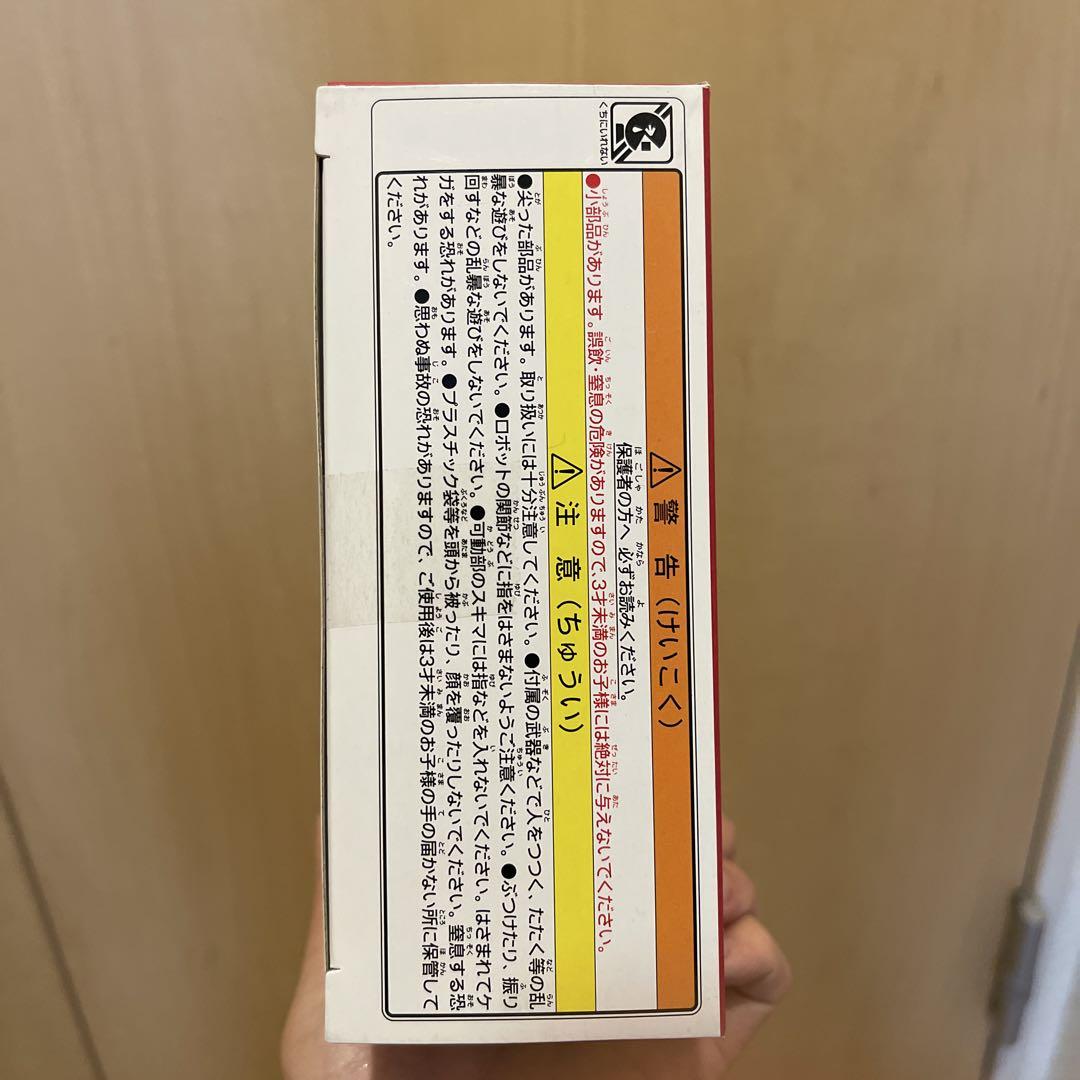 くちにいれない
警告(けいこく)
保護者の方へ 必ずお読みください。
●小部品があります。誤飲・窒息の危険がありますので、3才未満のお子様には絶対に与えないでください。
注意(ちゅうい)
●尖った部品があります。取り扱いには十分注意してください。●付属の武器などで人をつつく、たたく等の乱
暴な遊びをしないでください。●ロボットの関節などに指をはさまないようご注意ください。●ぶつけたり、振り
回すなどの乱暴な遊びをしないでください。●可動部のスキマには指などを入れないでください。はさまれてケ
ガをする恐れがあります。●プラスチック袋等を頭から被ったり、顔を覆ったりしないでください。窒息する恐
れがあります。●思わぬ事故の恐れがありますので、ご使用後は3才未満のお子様の手の届かない所に保管して
ください。